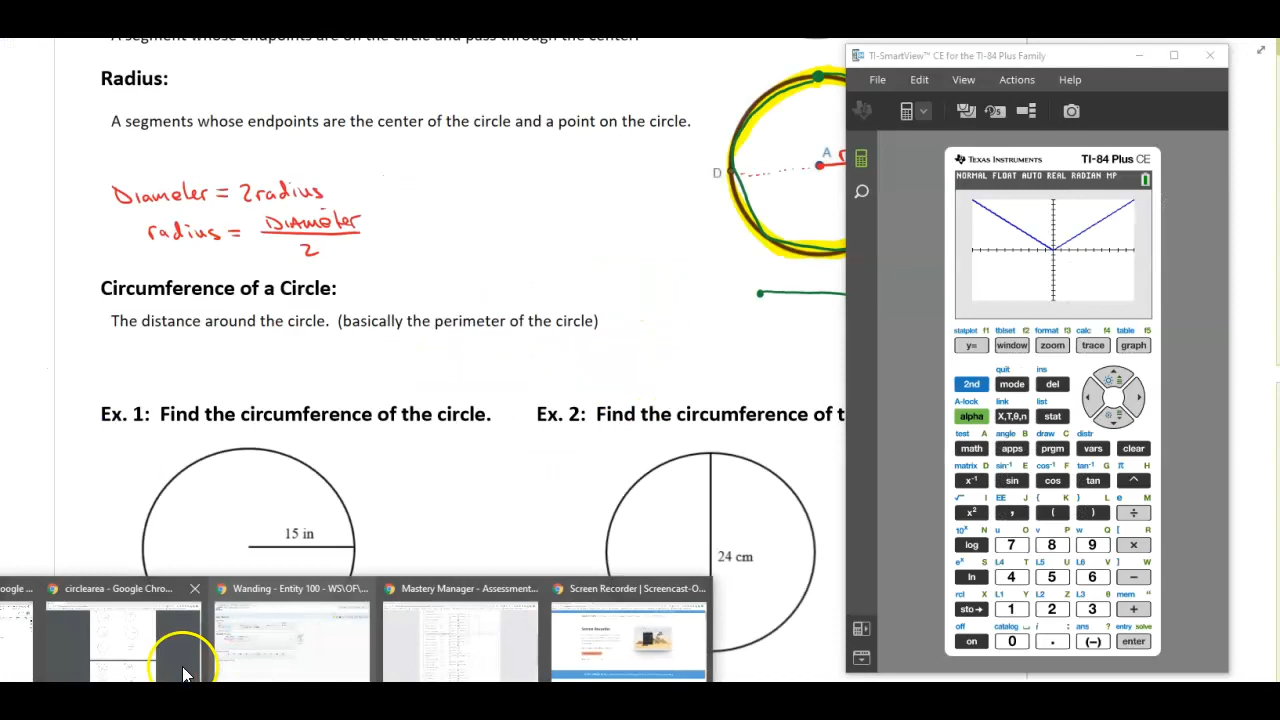 A segment whose endpoints are on the circle and pass through the center.
Radius:
A segments whose endpoints are the center of the circle and a point on the circle.
Diameter = 2 radius
radius = Diameter
2
Circumference of a Circle:
The distance around the circle. (basically the perimeter of the circle)
Ex. 1: Find the circumference of the circle.
Ex. 2: Find the circumference of t
15 in
24 cm
A
r
D
TI-SmartView™ CE for the TI-84 Plus Family
File Edit View Actions Help
TEXAS INSTRUMENTS TI-84 Plus CE
NORMAL FLOAT AUTO REAL RADIAN MP
statplot f1 tblset f2 format f3 calc f4 table f5
y= window zoom trace graph
quit ins
2nd mode del
A-lock link list
alpha X,T,θ,n stat
test A angle B draw C distr
math apps prgm vars clear
matrix D sin⁻¹ E cos⁻¹ F tan⁻¹ G π H
x⁻¹ sin cos tan ^
√ I EE J { K } L e M
x² , ( ) ÷
10ˣ N u O v P w Q [ R
log 7 8 9 ×
eˣ S L4 T L5 U L6 V ] W
ln 4 5 6 −
rcl X L1 Y L2 Z L3 θ mem "
sto→ 1 2 3 +
off catalog i : ans ? entry solve
on 0 . (−) enter
oogle ...
circlearea - Google Chro...
Wanding - Entity 100 - WS\OF\...
Mastery Manager - Assessment...
Screen Recorder | Screencast-O...